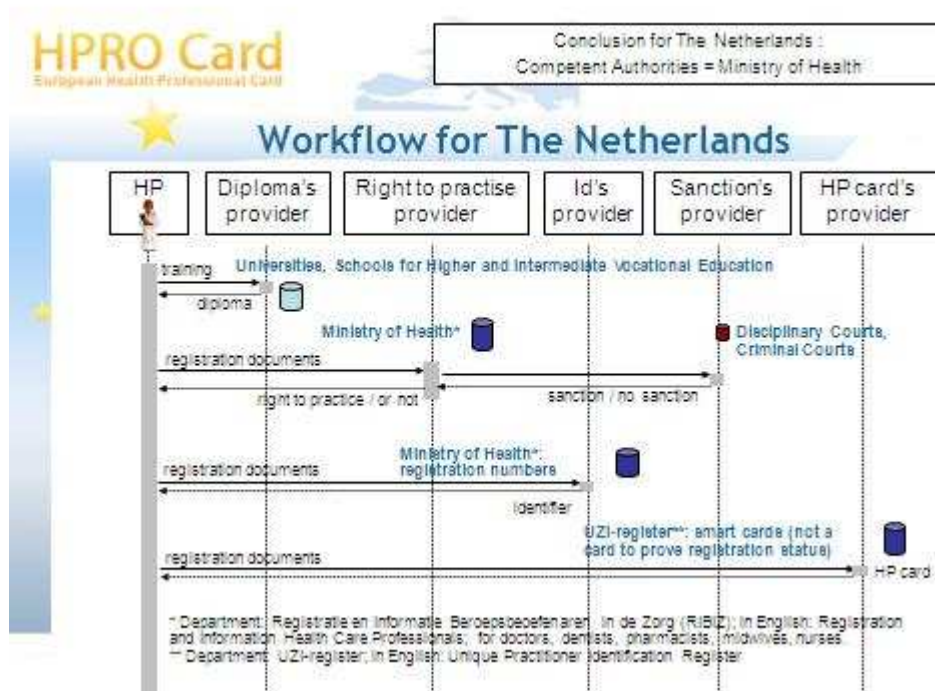 HPRO Card
European Health Professional Card
Conclusion for The Netherlands :
Competent Authorities = Ministry of Health
Workflow for The Netherlands
HP
Diploma's
provider
Right to practise
provider
Id's
provider
Sanction's
provider
HP card's
provider
training
Universities, Schools for Higher and Intermediate Vocational Education
diploma
Ministry of Health*
Disciplinary Courts,
Criminal Courts
registration documents
right to practice / or not
sanction / no sanction
Ministry of Health*:
registration numbers
registration documents
identifier
UZI-register**: smart cards (not a
card to prove registration status)
registration documents
HP card
* Department: Registratie en Informatie Beroepsbeoefenaren in de Zorg (RIBIZ); in English: Registration
and Information Health Care Professionals; for doctors, dentists, pharmacists, midwives, nurses.
** Department: UZI-register; in English: Unique Practitioner Identification Register